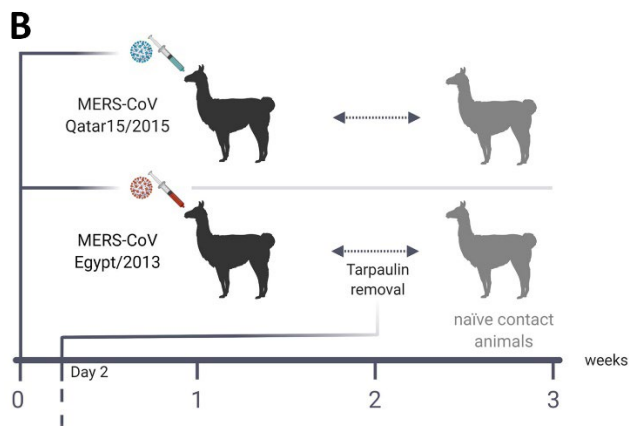 B
MERS-CoV
Qatar15/2015
MERS-CoV
Egypt/2013
Tarpaulin
removal
naïve contact
animals
Day 2
weeks
0
1
2
3